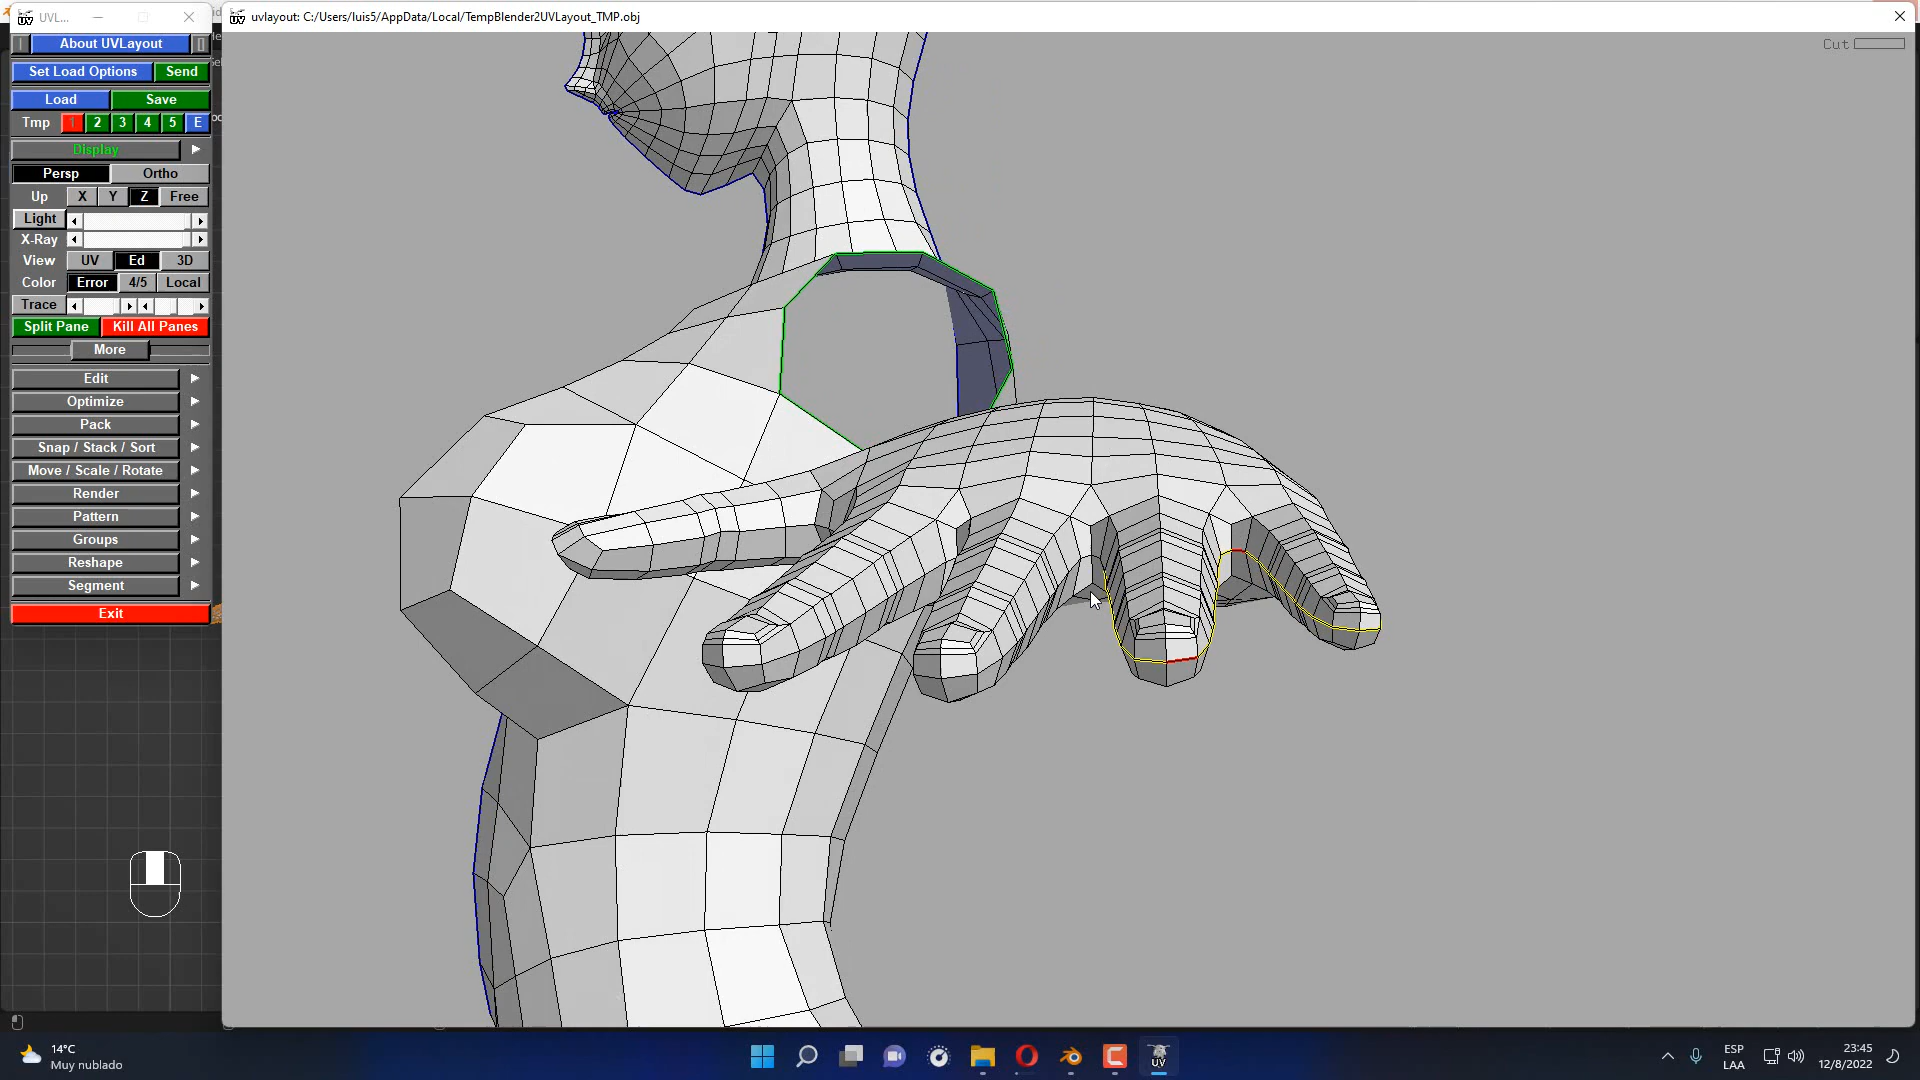 UVL...
uvlayout: C:/Users/luis5/AppData/Local/TempBlender2UVLayout_TMP.obj
About UVLayout
Set Load Options Send
Load Save
Tmp 1 2 3 4 5 E
Display
Persp Ortho
Up X Y Z Free
Light
X-Ray
View UV Ed 3D
Color Error 4/5 Local
Trace
Split Pane Kill All Panes
More
Edit
Optimize
Pack
Snap / Stack / Sort
Move / Scale / Rotate
Render
Pattern
Groups
Reshape
Segment
Exit
Cut
14°C
Muy nublado
UV
ESP
LAA
23:45
12/8/2022